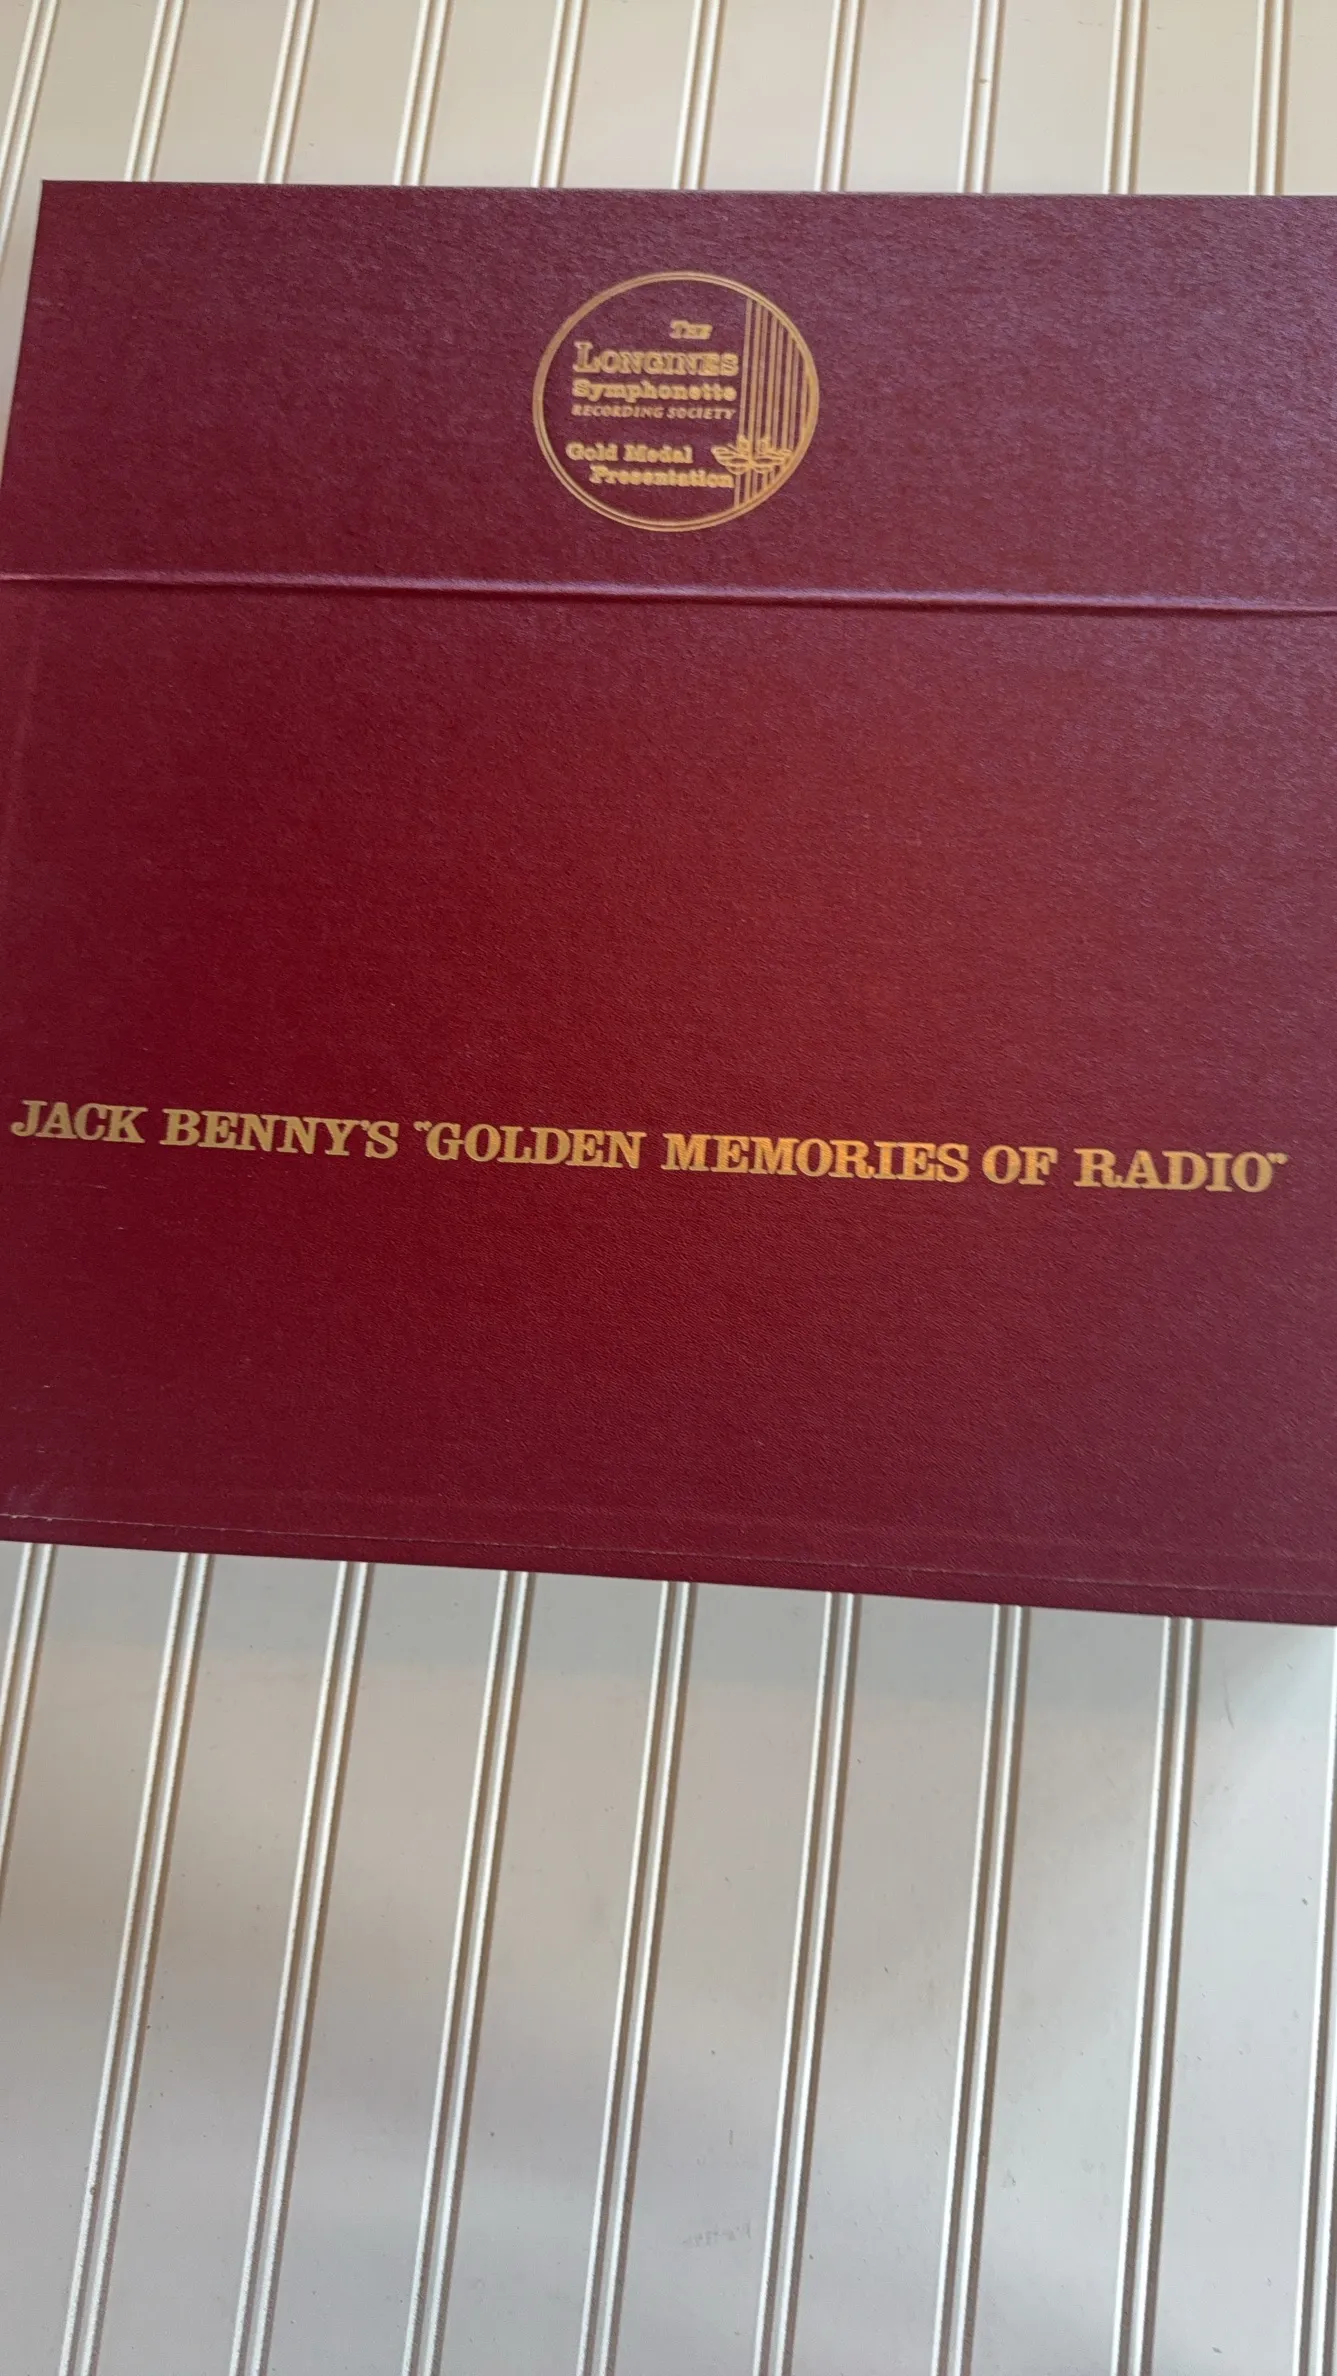 The
LONGINES
Symphonette
RECORDING SOCIETY
Gold Medal
Presentation
JACK BENNY'S "GOLDEN MEMORIES OF RADIO"